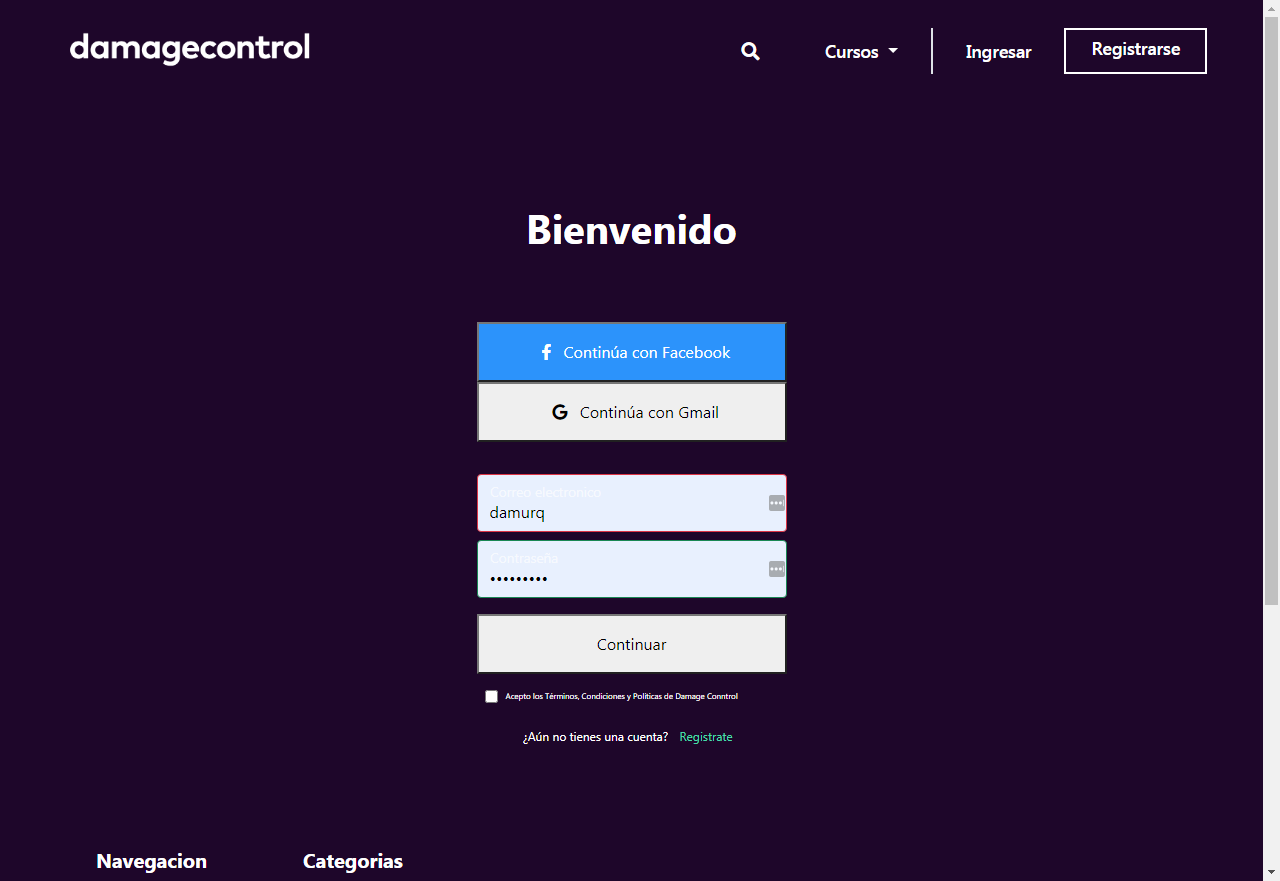 damagecontrol
Cursos
Ingresar
Registrarse
Bienvenido
Continúa con Facebook
Continúa con Gmail
Correo electronico
damurq
Contraseña
•••••••••
Continuar
Acepto los Términos, Condiciones y Políticas de Damage Conntrol
¿Aún no tienes una cuenta? Registrate
Navegacion Categorias